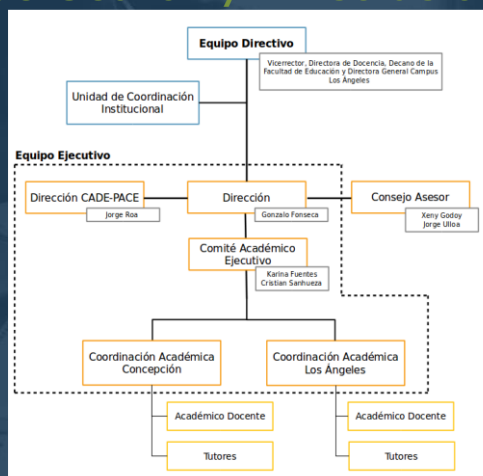 Equipo Directivo
Vicerrector, Directora de Docencia, Decano de la
Facultad de Educación y Directora General Campus
Los Ángeles
Unidad de Coordinación
Institucional
Equipo Ejecutivo
Dirección CADE-PACE
Jorge Roa
Dirección
Gonzalo Fonseca
Consejo Asesor
Xeny Godoy
Jorge Ulloa
Comité Académico
Ejecutivo
Karina Fuentes
Cristian Sanhueza
Coordinación Académica
Concepción
Coordinación Académica
Los Ángeles
Académico Docente
Académico Docente
Tutores
Tutores